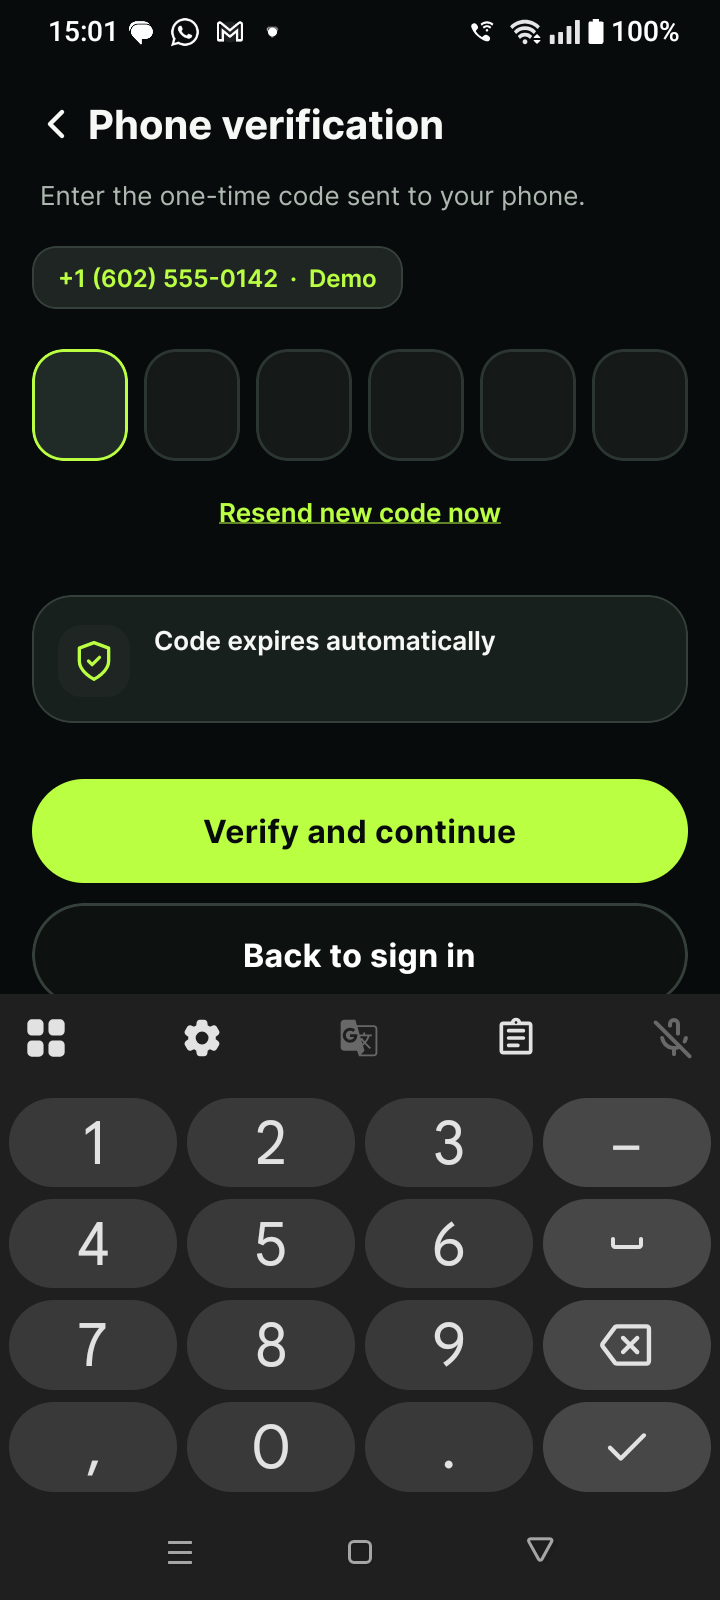 15:01 100%
Phone verification
Enter the one-time code sent to your phone.
+1 (602) 555-0142 · Demo
Resend new code now
Code expires automatically
Verify and continue
Back to sign in
1 2 3 –
4 5 6
7 8 9
, 0 .